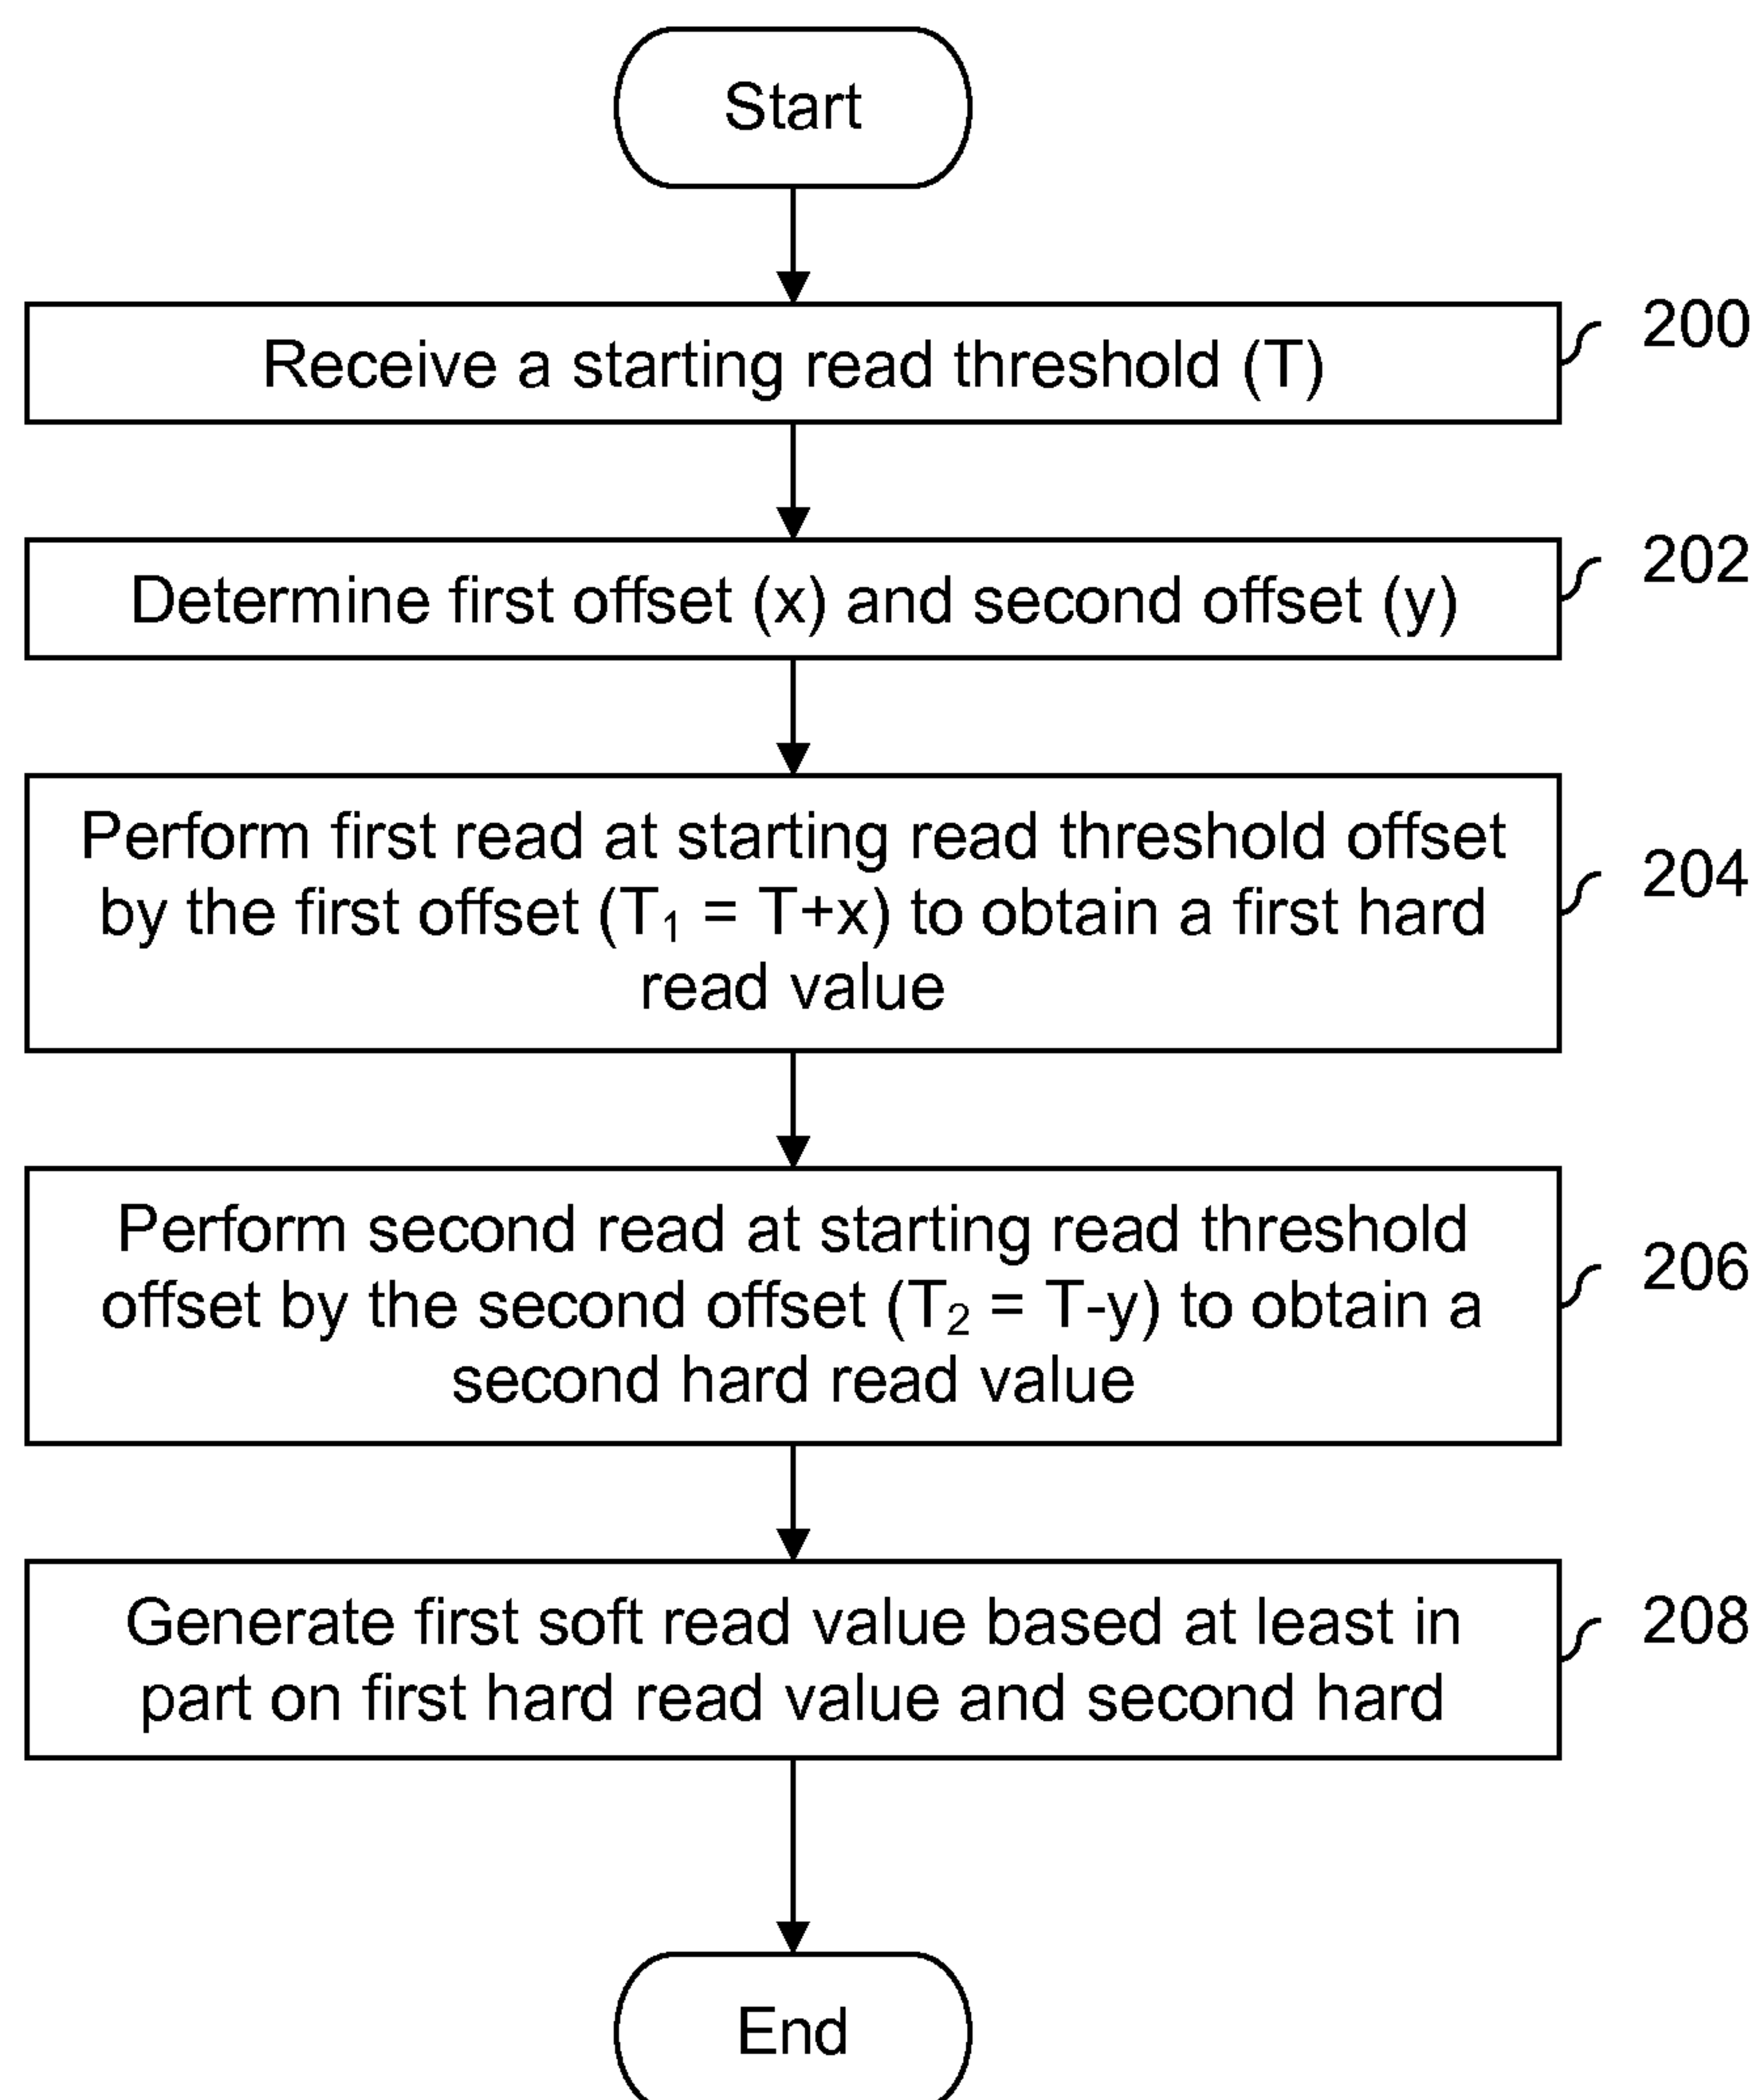 Start
Receive a starting read threshold (T)
200
Determine first offset (x) and second offset (y)
202
Perform first read at starting read threshold offset
by the first offset (T₁ = T+x) to obtain a first hard
read value
204
Perform second read at starting read threshold
offset by the second offset (T₂ = T-y) to obtain a
second hard read value
206
Generate first soft read value based at least in
part on first hard read value and second hard
208
End